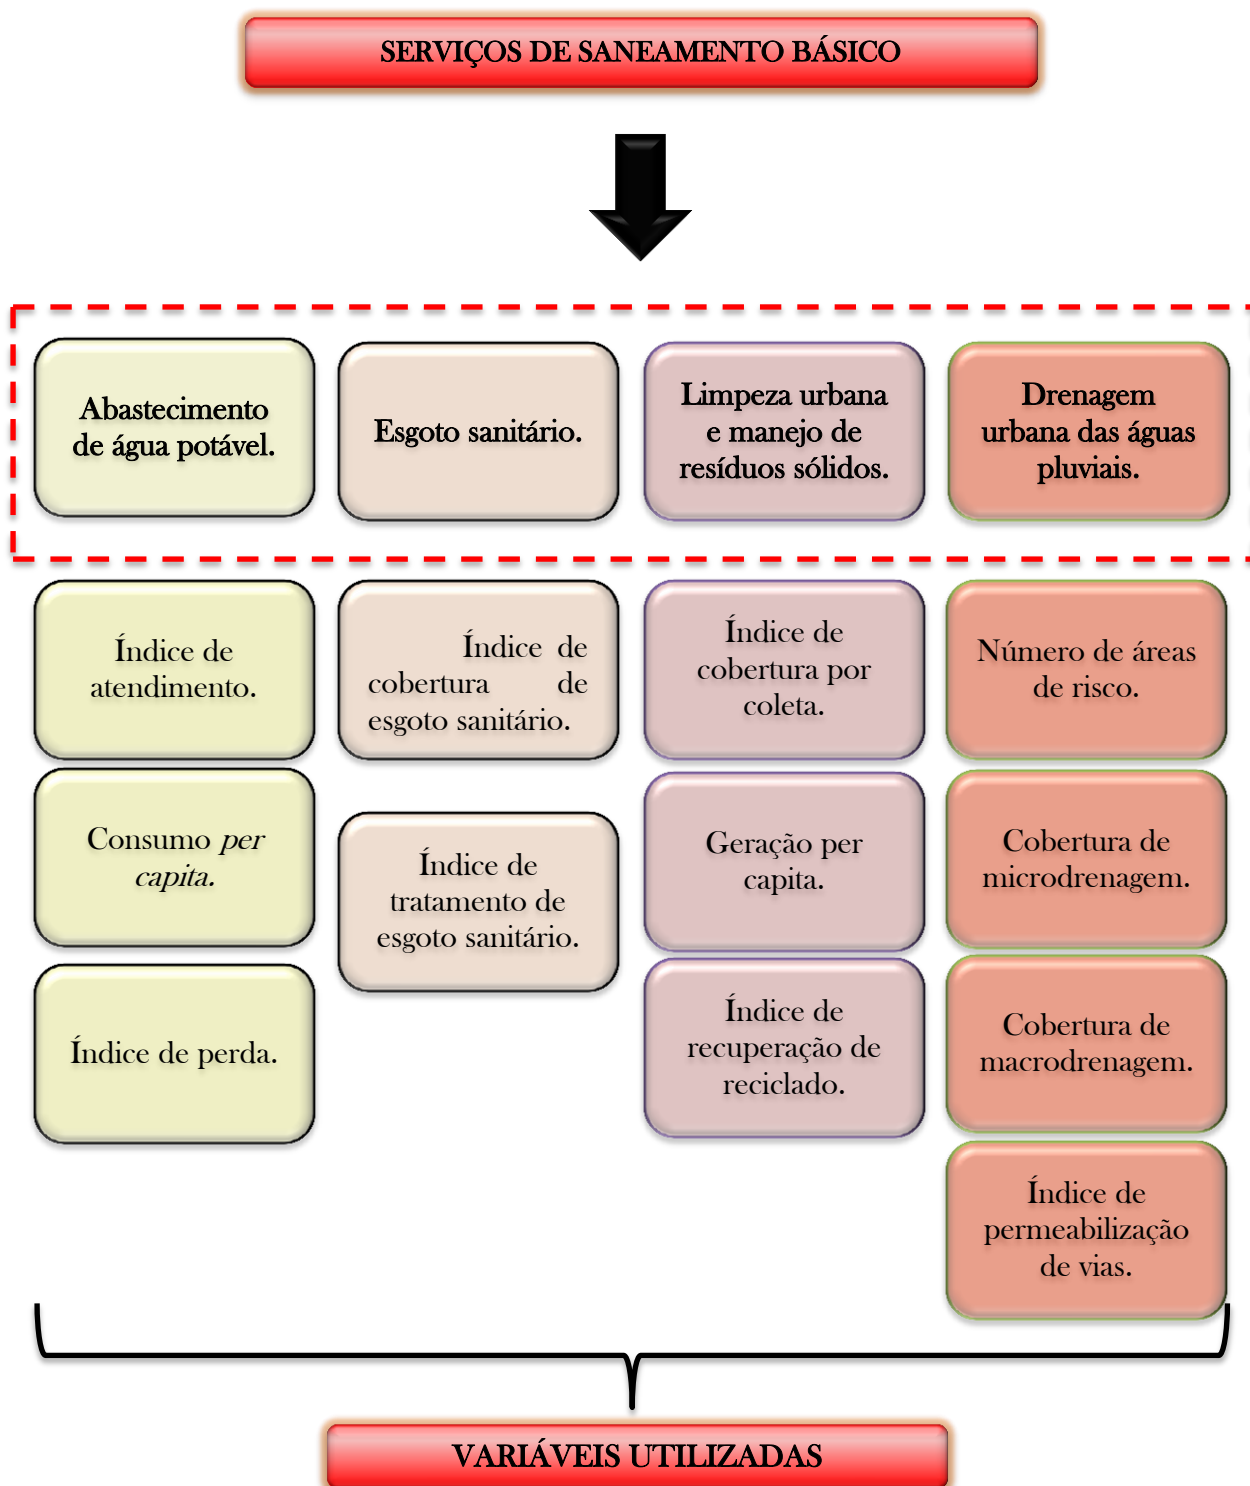 SERVIÇOS DE SANEAMENTO BÁSICO
Abastecimento
de água potável.
Esgoto sanitário.
Limpeza urbana
e manejo de
resíduos sólidos.
Drenagem
urbana das águas
pluviais.
Índice de
atendimento.
Índice de
cobertura de
esgoto sanitário.
Índice de
cobertura por
coleta.
Número de áreas
de risco.
Consumo per
capita.
Índice de
tratamento de
esgoto sanitário.
Geração per
capita.
Cobertura de
microdrenagem.
Índice de perda.
Índice de
recuperação de
reciclado.
Cobertura de
macrodrenagem.
Índice de
permeabilização
de vias.
VARIÁVEIS UTILIZADAS